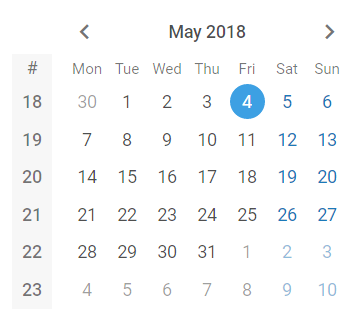 May 2018
# Mon Tue Wed Thu Fri Sat Sun
18 30 1 2 3 4 5 6
19 7 8 9 10 11 12 13
20 14 15 16 17 18 19 20
21 21 22 23 24 25 26 27
22 28 29 30 31 1 2 3
23 4 5 6 7 8 9 10